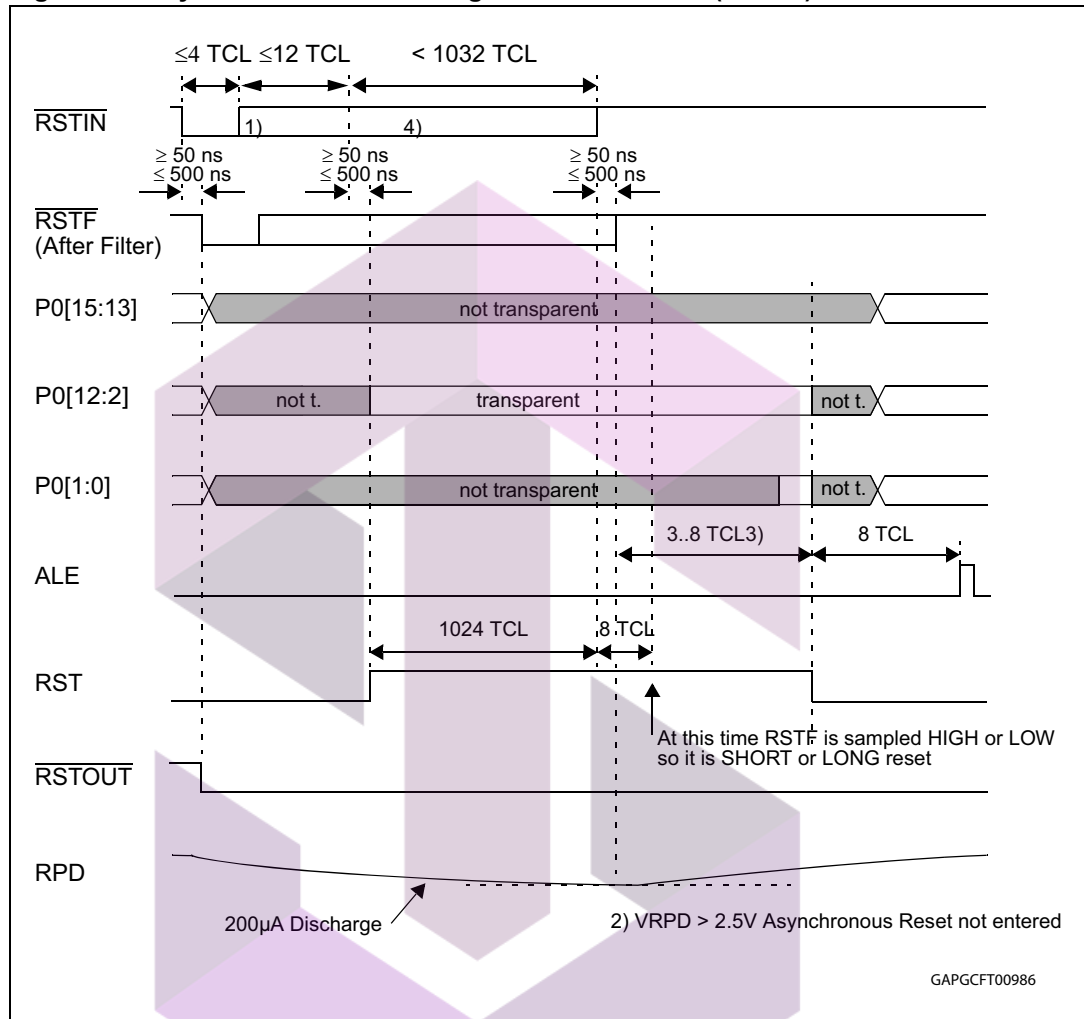 ≤4 TCL ≤12 TCL < 1032 TCL
RSTIN
1) 4)
≥ 50 ns ≥ 50 ns ≥ 50 ns
≤ 500 ns ≤ 500 ns ≤ 500 ns
RSTF
(After Filter)
P0[15:13] not transparent
P0[12:2] not t. transparent not t.
P0[1:0] not transparent not t.
3..8 TCL3) 8 TCL
ALE
1024 TCL 8 TCL
RST
At this time RSTF is sampled HIGH or LOW
so it is SHORT or LONG reset
RSTOUT
RPD
200µA Discharge 2) VRPD > 2.5V Asynchronous Reset not entered
GAPGCFT00986